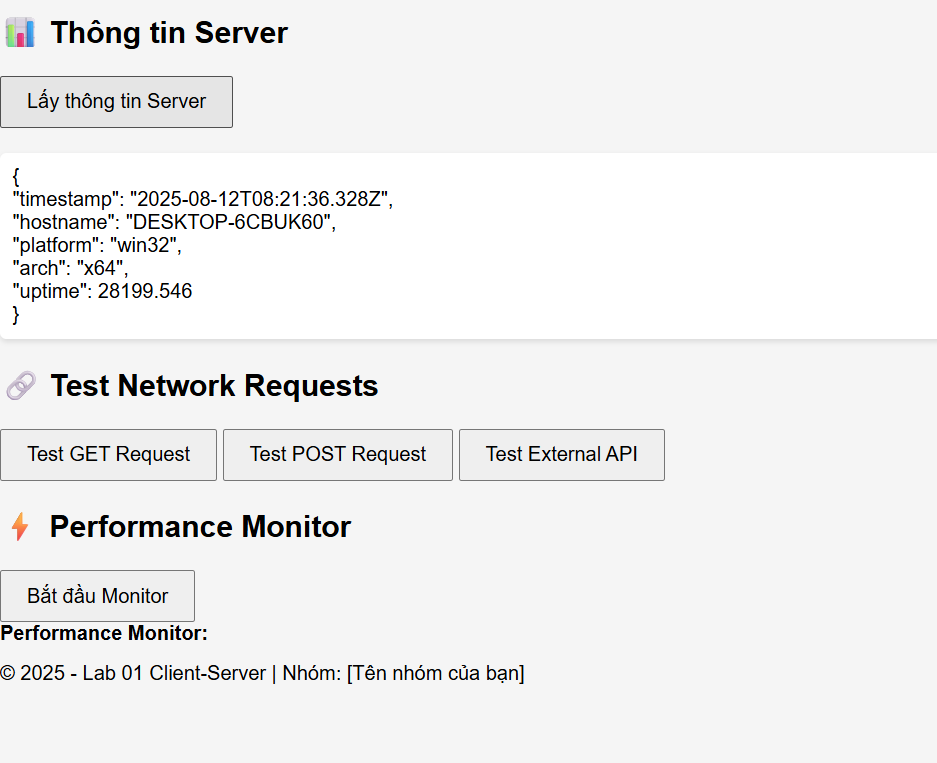 Thông tin Server
Lấy thông tin Server
{
"timestamp": "2025-08-12T08:21:36.328Z",
"hostname": "DESKTOP-6CBUK60",
"platform": "win32",
"arch": "x64",
"uptime": 28199.546
}
Test Network Requests
Test GET Request Test POST Request Test External API
Performance Monitor
Bắt đầu Monitor
Performance Monitor:
© 2025 - Lab 01 Client-Server | Nhóm: [Tên nhóm của bạn]